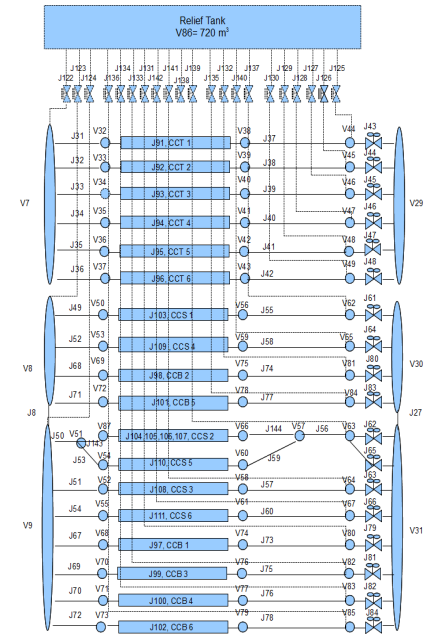 Relief Tank
V86= 720 m³
J123 J136 J133 J141 J139 J132 J129 J127 J125
J122 J124 J134 J131 J142 J138 J135 J137 J140 J130 J128 J126
J31 V32 J91, CCT 1 V38 J37 V44 J43
J32 V33 J92, CCT 2 V39 J38 V45 J44
J33 V34 J93, CCT 3 V40 J39 V46 J45
V7 V29
J34 V35 J94, CCT 4 V41 J40 V47 J46
J35 V36 J95, CCT 5 V42 J41 V48 J47
J36 V37 J96, CCT 6 V43 J42 V49 J48
J49 V50 J103, CCS 1 V56 J55 V62 J61
J52 V53 J109, CCS 4 V59 J58 V65 J64
V8 V30
J68 V69 J98, CCB 2 V75 J74 V81 J80
J71 V72 J101, CCB 5 V78 J77 V84 J83
J8 J27
J50 V51 J143 V87 J104,105,106,107, CCS 2 V66 J144 V57 J56 V63 J62
J53 V54 J110, CCS 5 V60 J59 J65
J51 V52 J108, CCS 3 V58 J57 V64 J63
J54 V55 J111, CCS 6 V61 J60 V67 J66
V9 V31
J67 V68 J97, CCB 1 V74 J73 V80 J79
J69 V70 J99, CCB 3 V76 J75 V82 J81
J70 V71 J100, CCB 4 V77 J76 V83 J82
J72 V73 J102, CCB 6 V79 J78 V85 J84